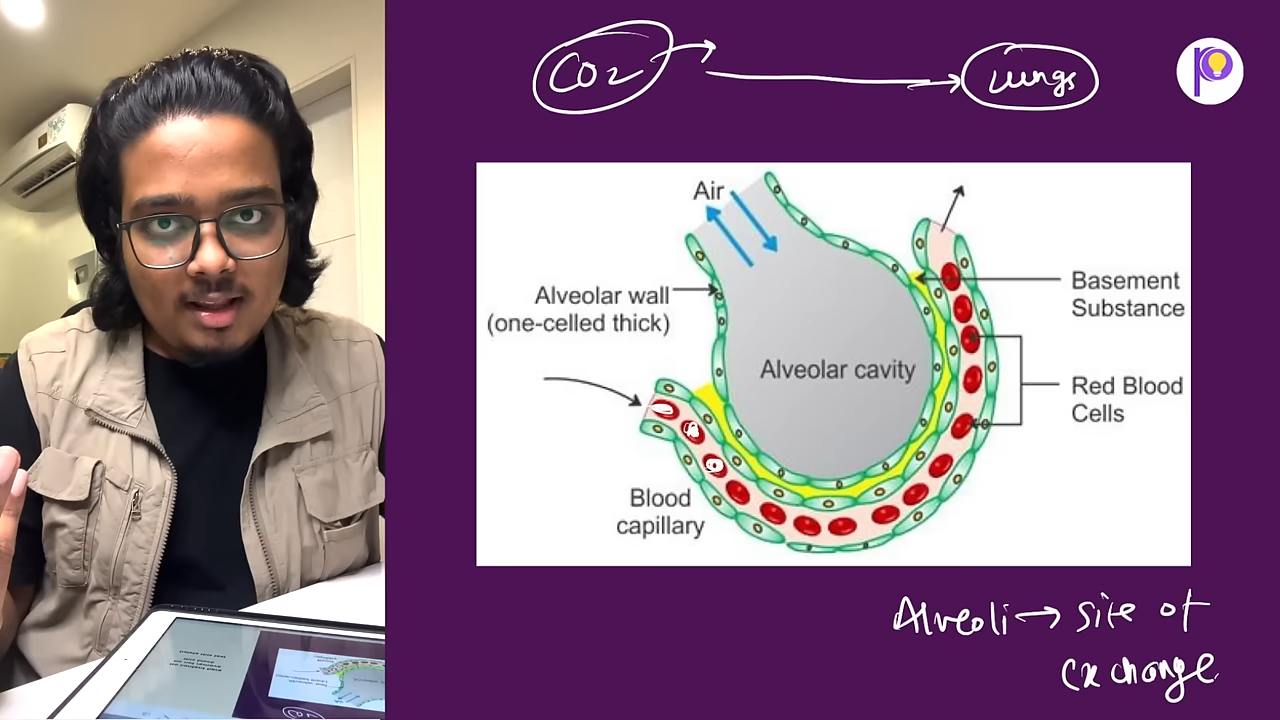 CO2
Lungs
Air
Alveolar wall
(one-celled thick)
Basement
Substance
Alveolar cavity
Red Blood
Cells
Blood
capillary
Alveoli → site of
exchange